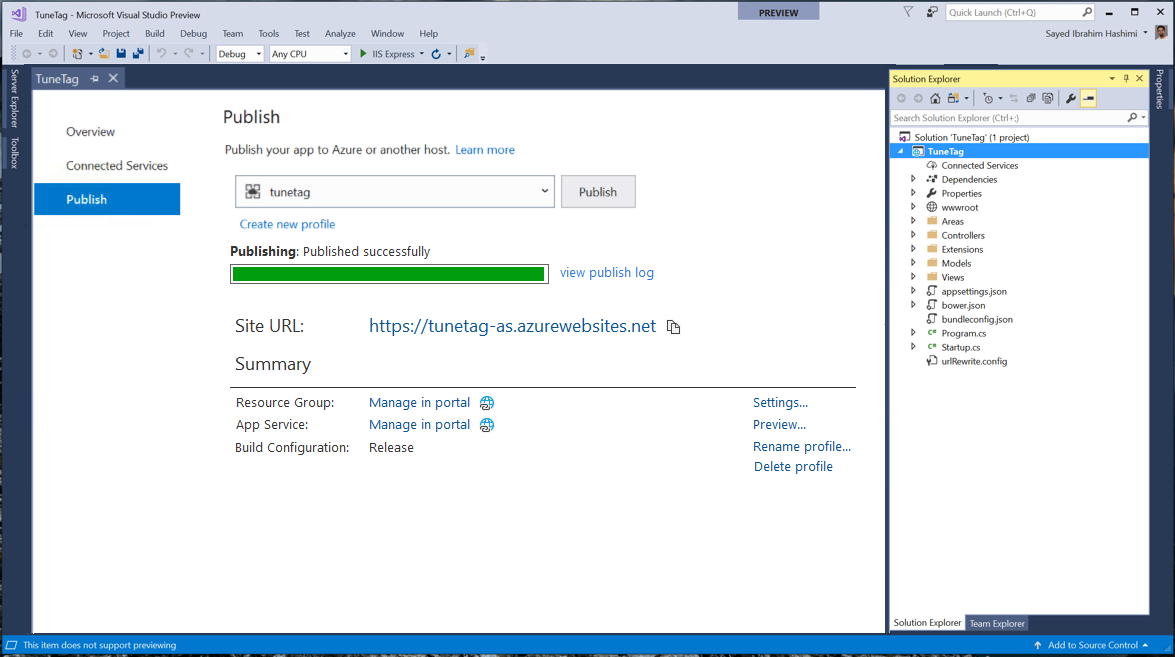 TuneTag - Microsoft Visual Studio Preview
PREVIEW
Quick Launch (Ctrl+Q)
File Edit View Project Build Debug Team Tools Test Analyze Window Help
Sayed Ibrahim Hashimi
Debug Any CPU IIS Express
Server Explorer
Toolbox
TuneTag
Overview
Connected Services
Publish
Publish
Publish your app to Azure or another host. Learn more
tunetag
Publish
Create new profile
Publishing: Published successfully
view publish log
Site URL: https://tunetag-as.azurewebsites.net
Summary
Resource Group: Manage in portal Settings...
App Service: Manage in portal Preview...
Build Configuration: Release Rename profile...
Delete profile
Solution Explorer
Search Solution Explorer (Ctrl+;)
Solution 'TuneTag' (1 project)
TuneTag
Connected Services
Dependencies
Properties
wwwroot
Areas
Controllers
Extensions
Models
Views
appsettings.json
bower.json
bundleconfig.json
C# Program.cs
C# Startup.cs
urlRewrite.config
Solution Explorer Team Explorer
Properties
This item does not support previewing
Add to Source Control